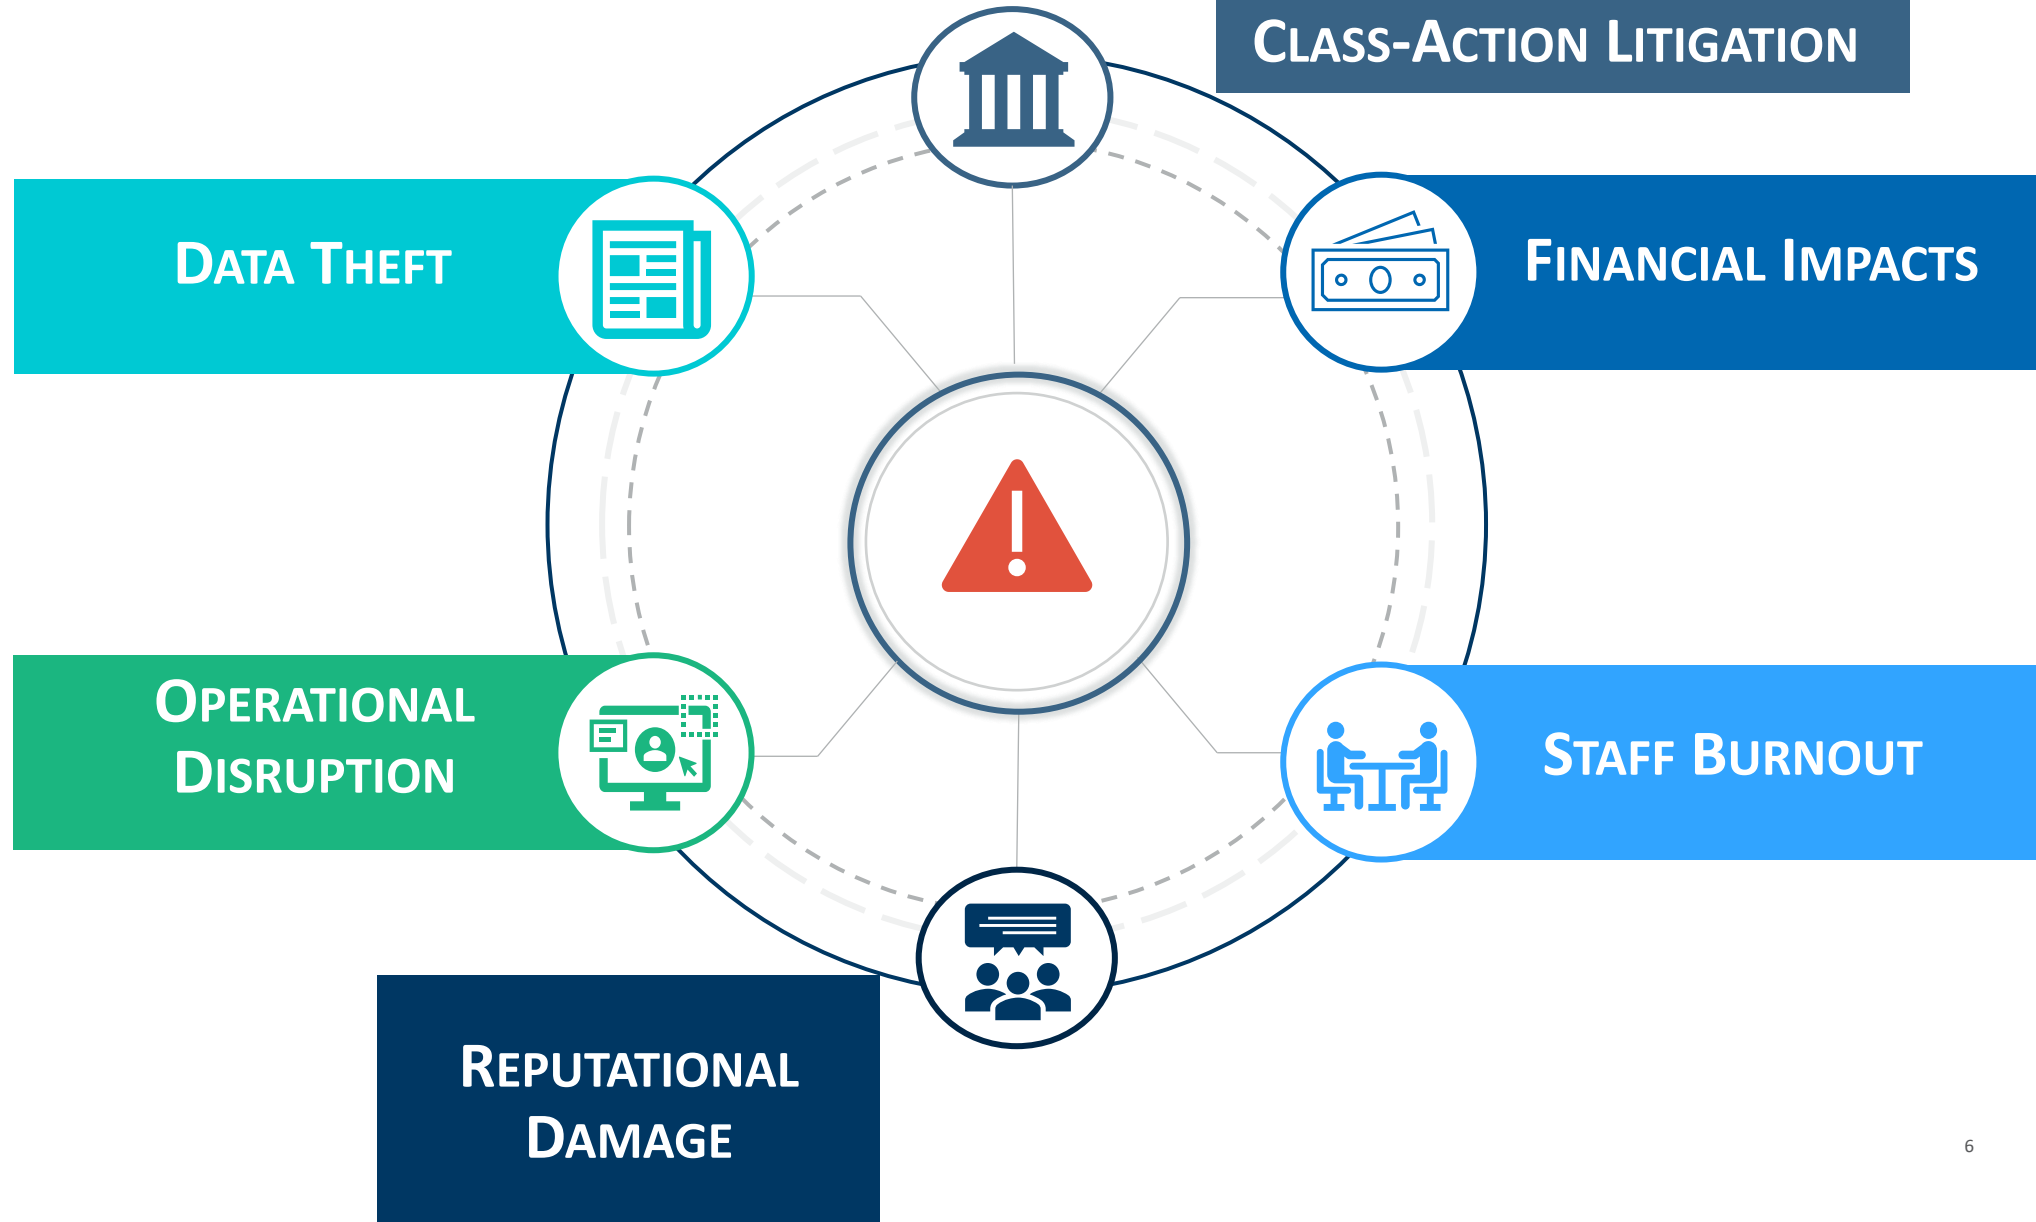 CLASS-ACTION LITIGATION
DATA THEFT
FINANCIAL IMPACTS
OPERATIONAL
DISRUPTION
STAFF BURNOUT
REPUTATIONAL
DAMAGE
6